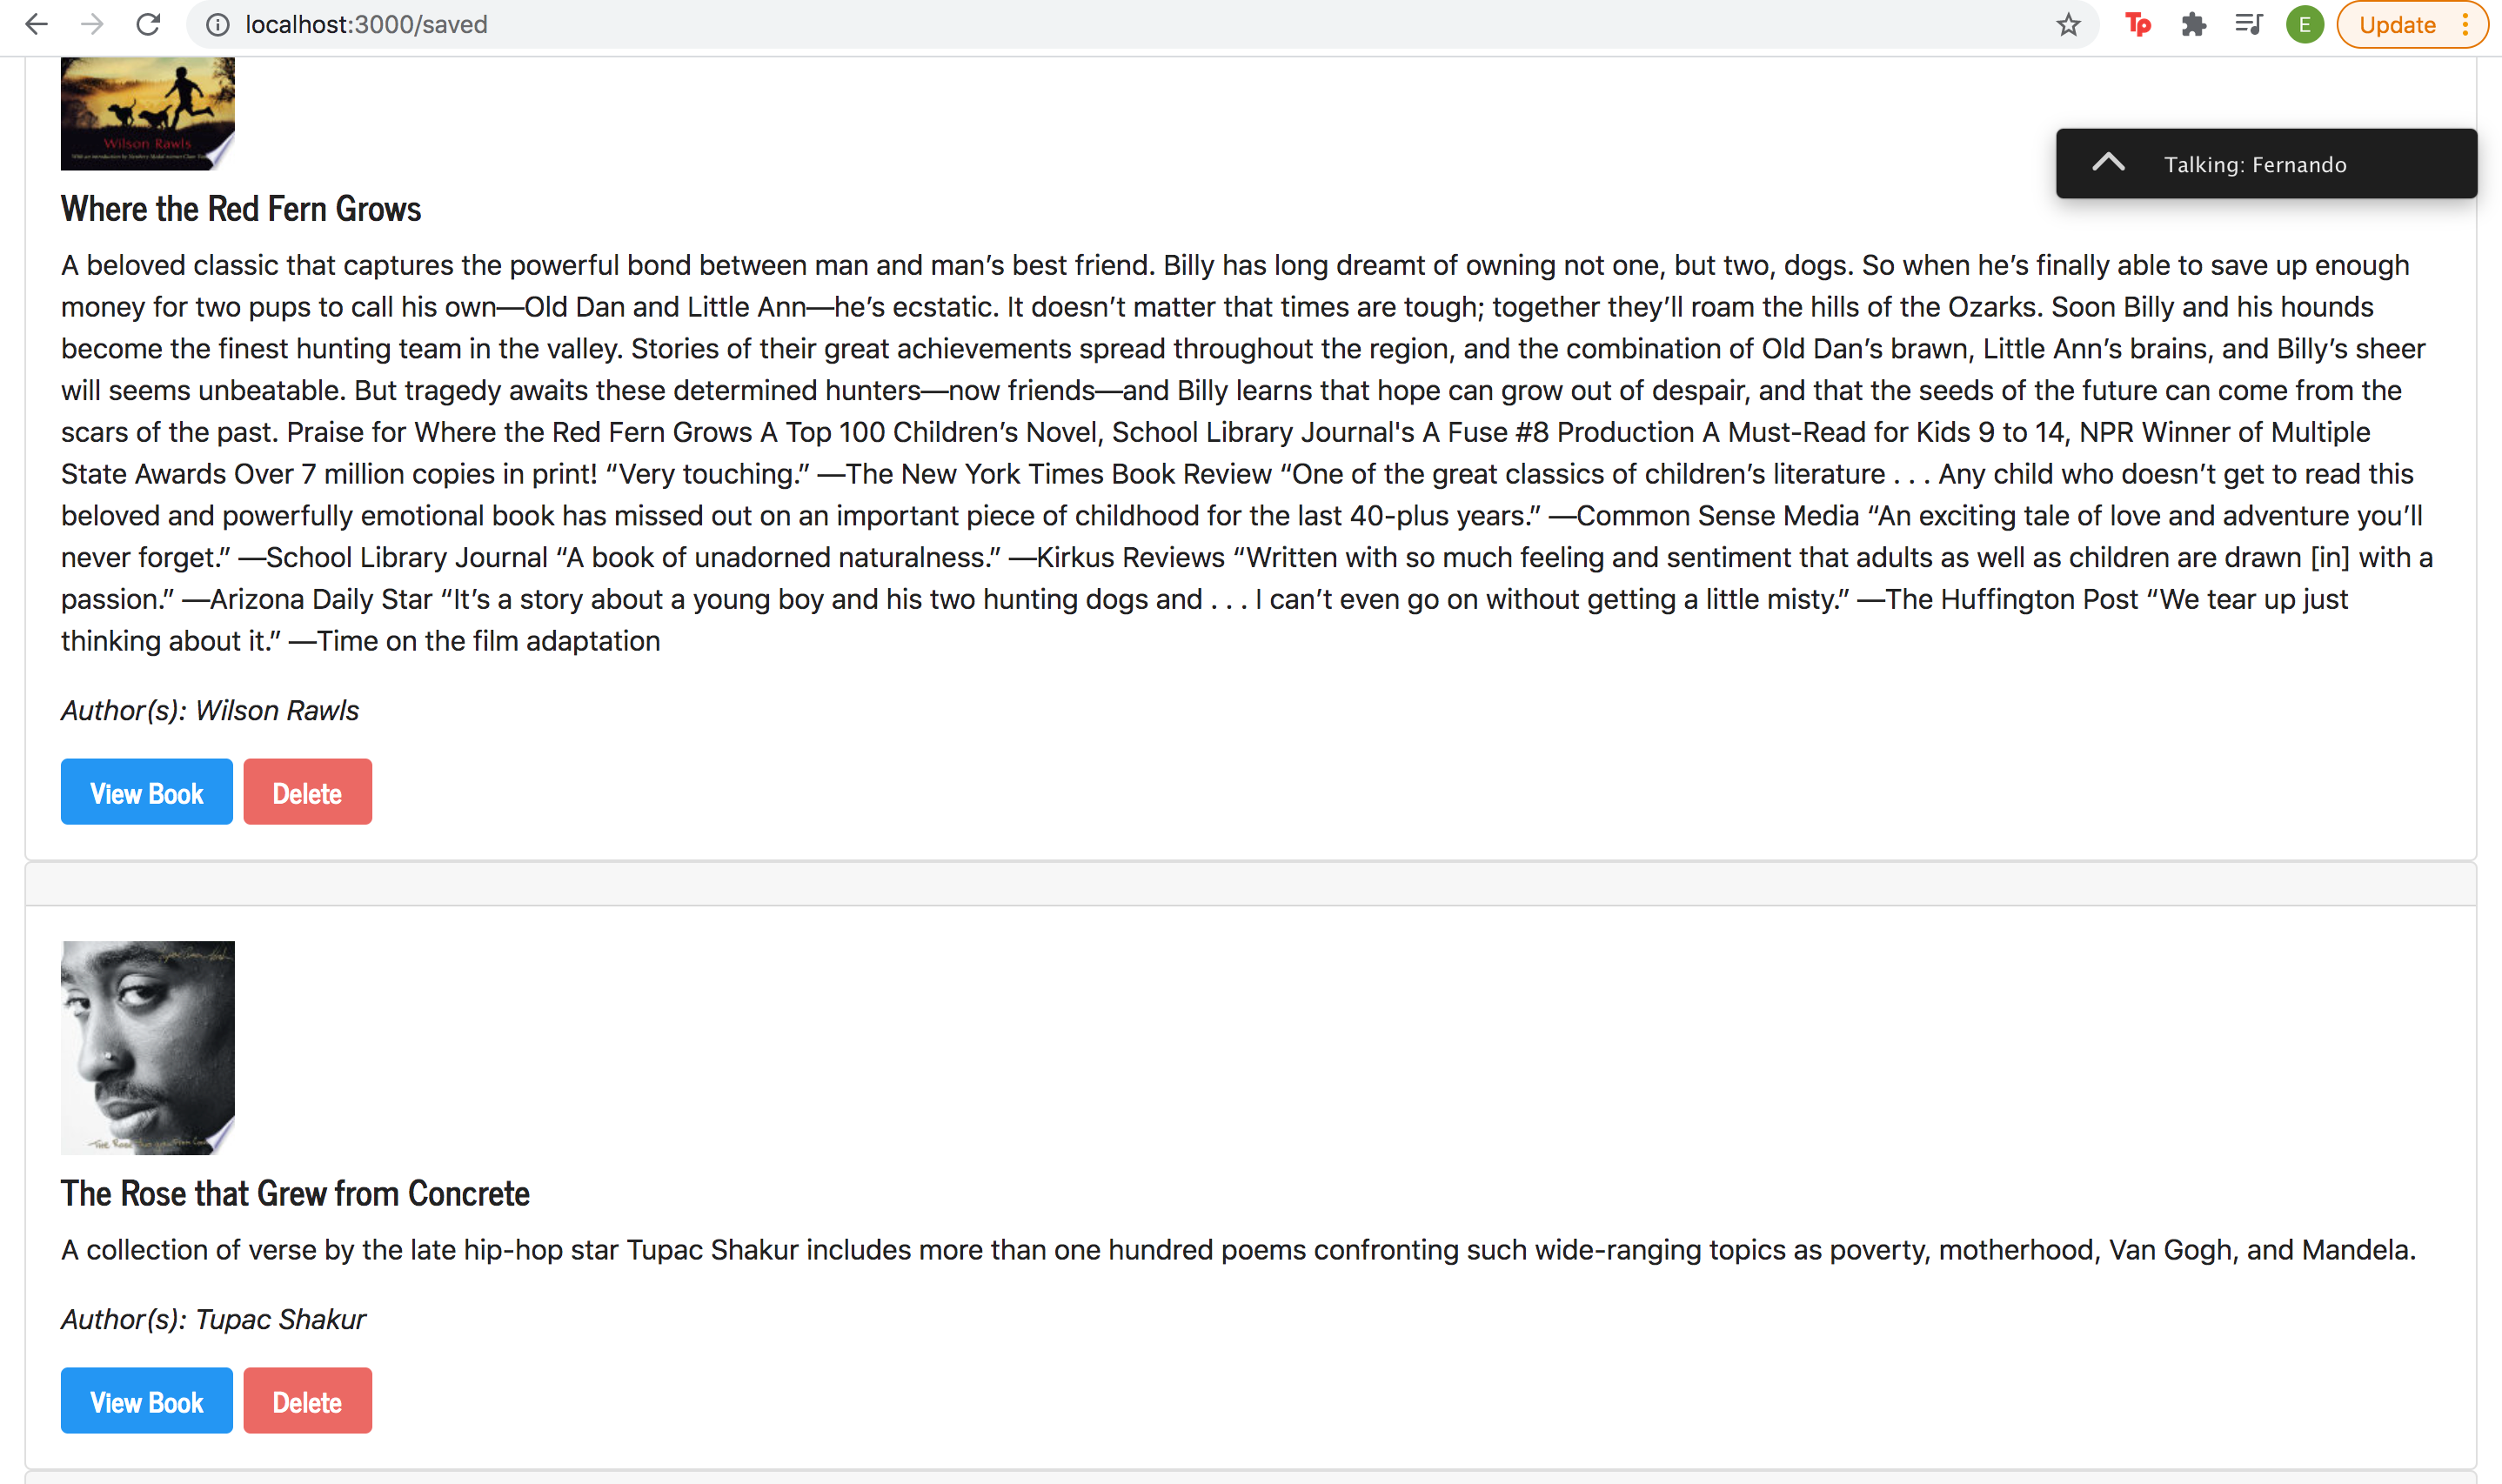 localhost:3000/saved
Tp
E
Update
Wilson Rawls
Talking: Fernando
Where the Red Fern Grows
A beloved classic that captures the powerful bond between man and man’s best friend. Billy has long dreamt of owning not one, but two, dogs. So when he’s finally able to save up enough
money for two pups to call his own—Old Dan and Little Ann—he’s ecstatic. It doesn’t matter that times are tough; together they’ll roam the hills of the Ozarks. Soon Billy and his hounds
become the finest hunting team in the valley. Stories of their great achievements spread throughout the region, and the combination of Old Dan’s brawn, Little Ann’s brains, and Billy’s sheer
will seems unbeatable. But tragedy awaits these determined hunters—now friends—and Billy learns that hope can grow out of despair, and that the seeds of the future can come from the
scars of the past. Praise for Where the Red Fern Grows A Top 100 Children’s Novel, School Library Journal's A Fuse #8 Production A Must-Read for Kids 9 to 14, NPR Winner of Multiple
State Awards Over 7 million copies in print! “Very touching.” —The New York Times Book Review “One of the great classics of children’s literature . . . Any child who doesn’t get to read this
beloved and powerfully emotional book has missed out on an important piece of childhood for the last 40-plus years.” —Common Sense Media “An exciting tale of love and adventure you’ll
never forget.” —School Library Journal “A book of unadorned naturalness.” —Kirkus Reviews “Written with so much feeling and sentiment that adults as well as children are drawn [in] with a
passion.” —Arizona Daily Star “It’s a story about a young boy and his two hunting dogs and . . . I can’t even go on without getting a little misty.” —The Huffington Post “We tear up just
thinking about it.” —Time on the film adaptation
Author(s): Wilson Rawls
View Book Delete
The Rose that Grew from Concrete
A collection of verse by the late hip-hop star Tupac Shakur includes more than one hundred poems confronting such wide-ranging topics as poverty, motherhood, Van Gogh, and Mandela.
Author(s): Tupac Shakur
View Book Delete